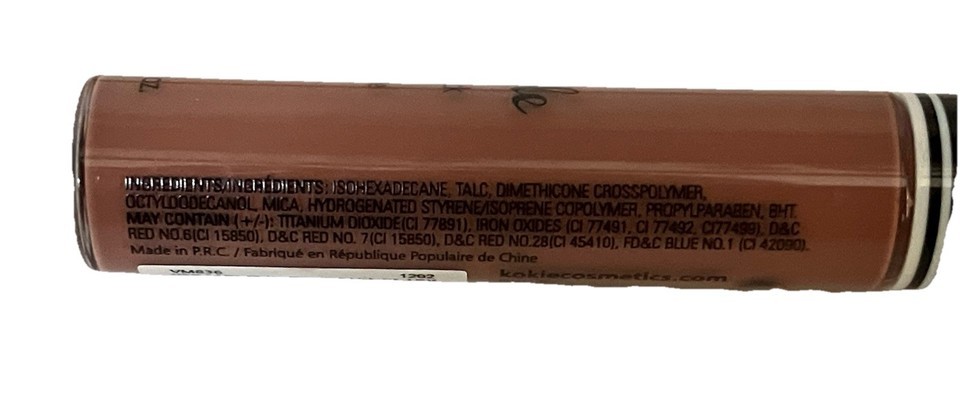 oz
INGREDIENTS/INGRÉDIENTS: ISOHEXADECANE, TALC, DIMETHICONE CROSSPOLYMER,
OCTYLDODECANOL, MICA, HYDROGENATED STYRENE/ISOPRENE COPOLYMER, PROPYLPARABEN, BHT.
MAY CONTAIN (+/-): TITANIUM DIOXIDE(CI 77891), IRON OXIDES (CI 77491, CI 77492, CI77499), D&C
RED NO.6(CI 15850), D&C RED NO. 7(CI 15850), D&C RED NO.28(CI 45410), FD&C BLUE NO.1 (CI 42090).
Made in P.R.C. / Fabriqué en République Populaire de Chine
kokiecosmetics.com